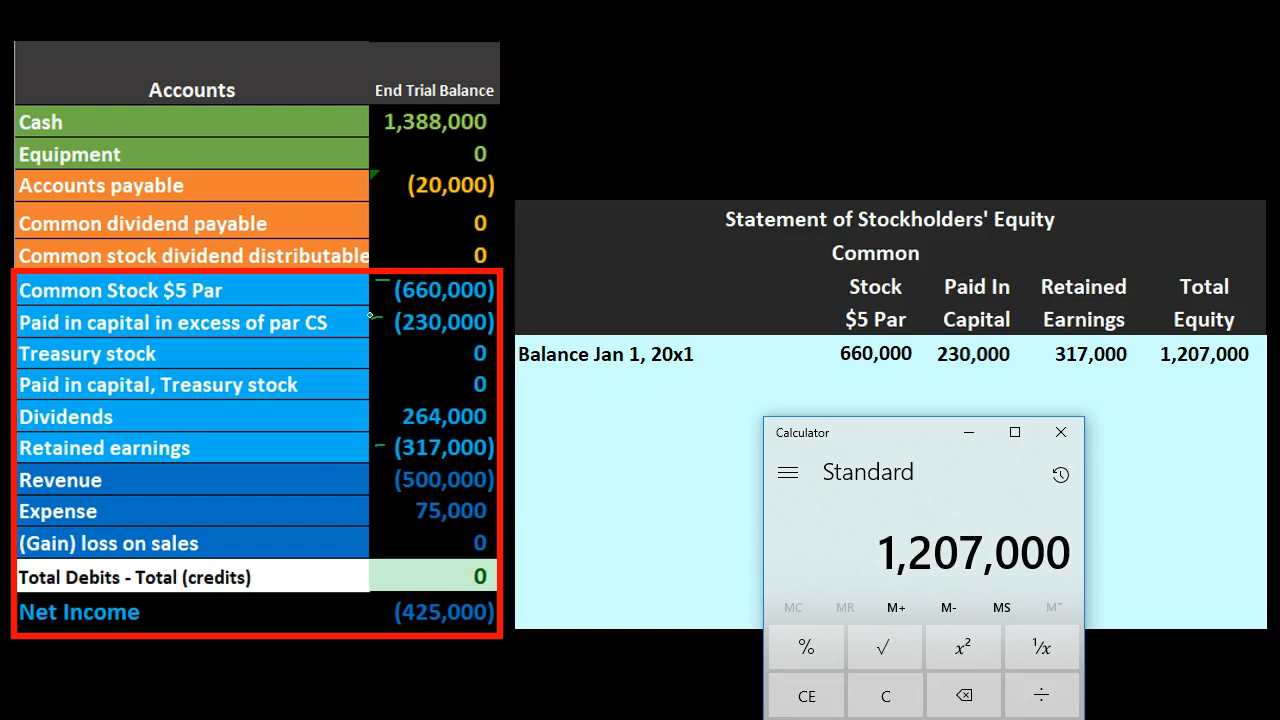 Accounts End Trial Balance
Cash 1,388,000
Equipment 0
Accounts payable (20,000)
Common dividend payable 0
Common stock dividend distributable 0
Common Stock $5 Par (660,000)
Paid in capital in excess of par CS (230,000)
Treasury stock 0
Paid in capital, Treasury stock 0
Dividends 264,000
Retained earnings (317,000)
Revenue (500,000)
Expense 75,000
(Gain) loss on sales 0
Total Debits - Total (credits) 0
Net Income (425,000)
Statement of Stockholders' Equity
Common
Stock Paid In Retained Total
$5 Par Capital Earnings Equity
Balance Jan 1, 20x1 660,000 230,000 317,000 1,207,000
Calculator
Standard
1,207,000
MC MR M+ M- MS M˅
% √ x² ¹/x
CE C ÷